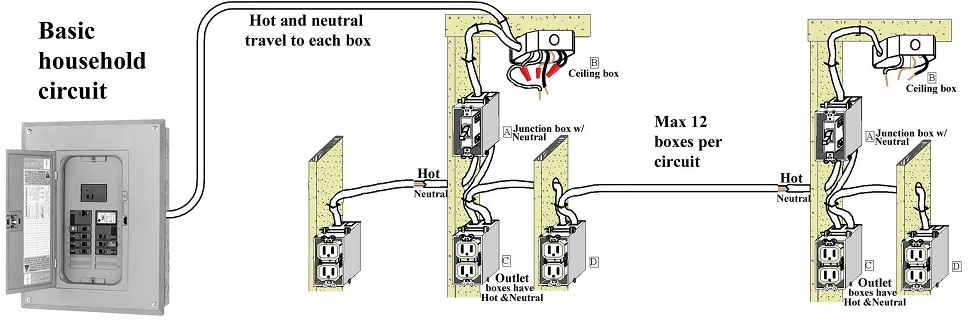 Basic
household
circuit
Hot and neutral
travel to each box
B
Ceiling box
A Junction box w/
Neutral
Hot
Neutral
C
Outlet
boxes have
Hot &Neutral
D
Max 12
boxes per
circuit
Hot
Neutral
B
Ceiling box
A Junction box w/
Neutral
C
Outlet
boxes have
Hot &Neutral
D